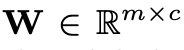 𝐖 ∈ ℝ^{m×c}